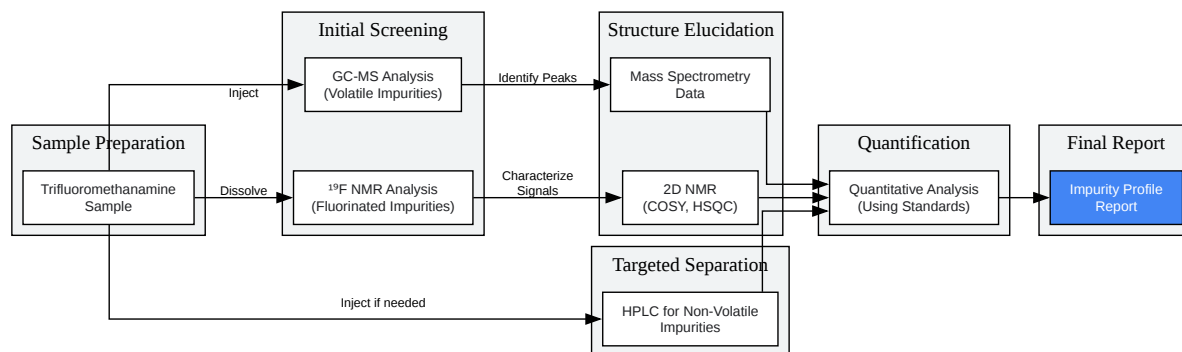 Initial Screening
Structure Elucidation
GC-MS Analysis
(Volatile Impurities)
Identify Peaks
Mass Spectrometry
Data
Inject
Sample Preparation
Quantification
Final Report
Trifluoromethanamine
Sample
Dissolve
¹⁹F NMR Analysis
(Fluorinated Impurities)
Characterize
Signals
2D NMR
(COSY, HSQC)
Quantitative Analysis
(Using Standards)
Impurity Profile
Report
Targeted Separation
Inject if needed
HPLC for Non-Volatile
Impurities